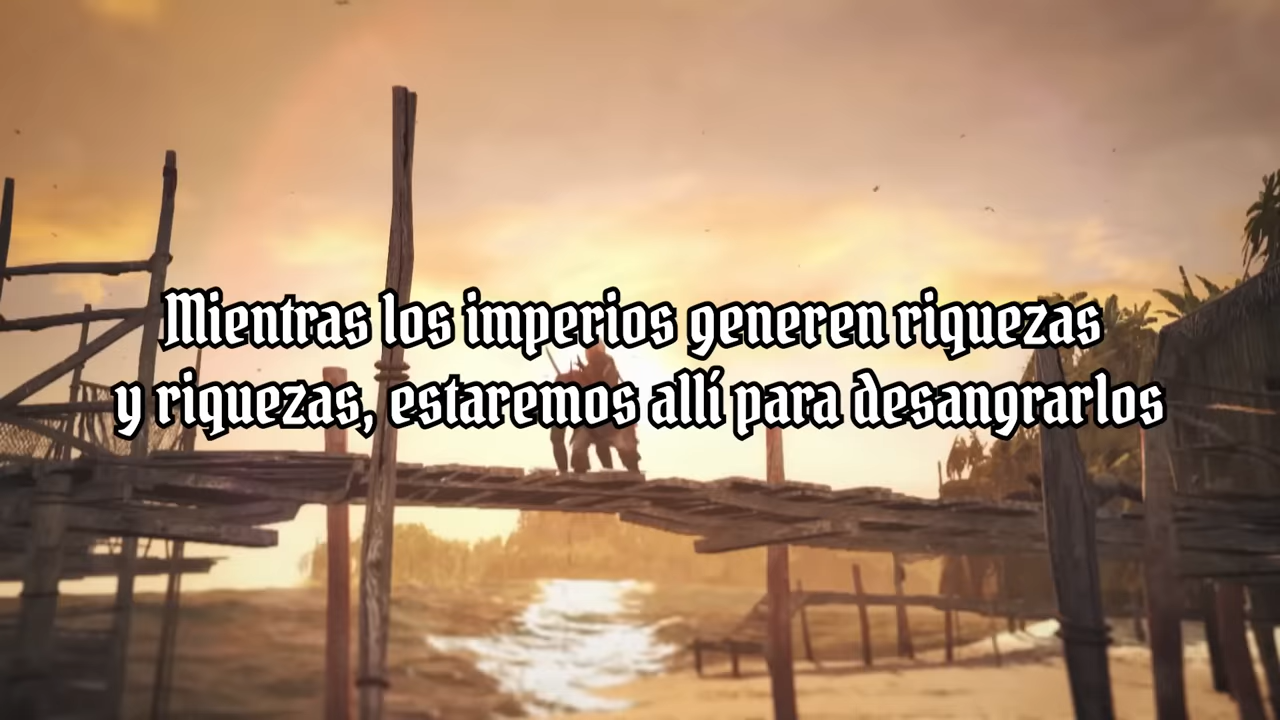 Mientras los imperios generen riquezas
y riquezas, estaremos allí para desangrarlos